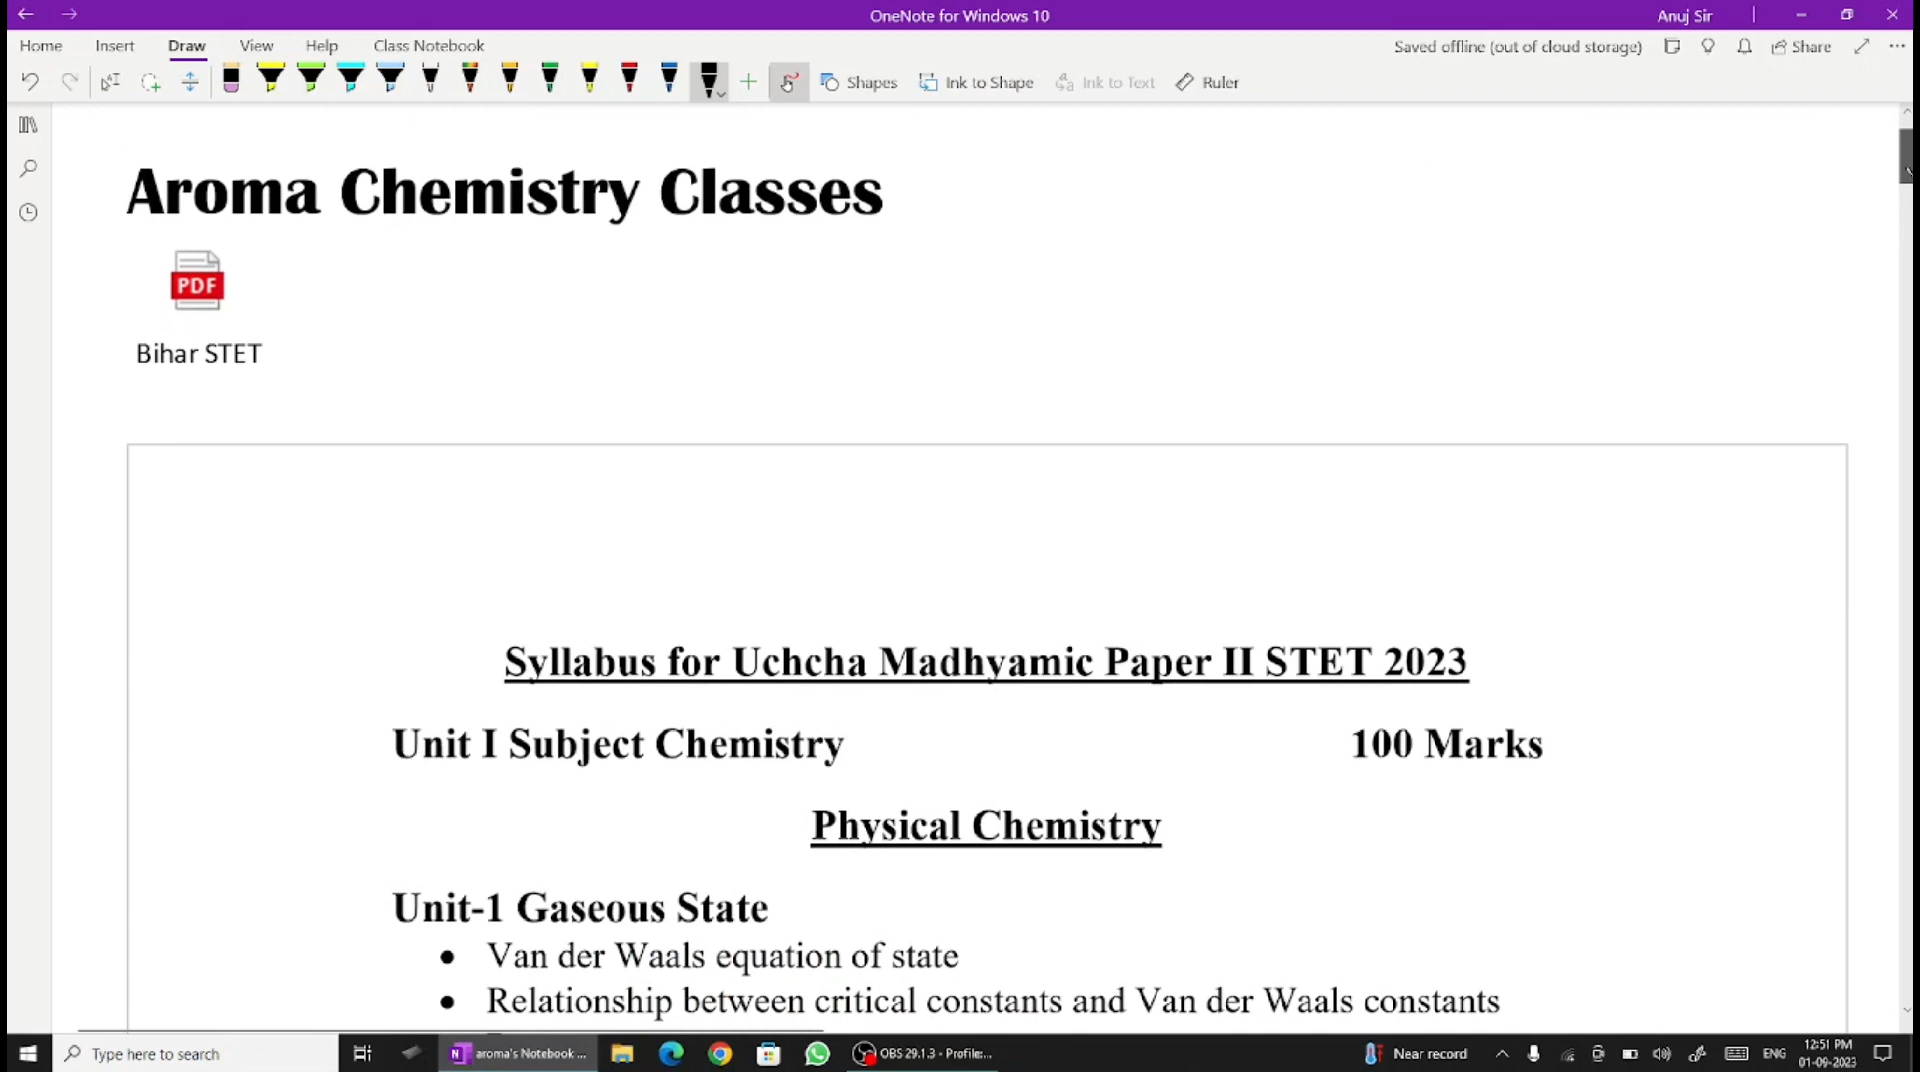 OneNote for Windows 10
Anuj Sir
Home Insert Draw View Help Class Notebook
Saved offline (out of cloud storage)
Share
Shapes
Ink to Shape
Ink to Text
Ruler
Aroma Chemistry Classes
PDF
Bihar STET
Syllabus for Uchcha Madhyamic Paper II STET 2023
Unit I Subject Chemistry 100 Marks
Physical Chemistry
Unit-1 Gaseous State
• Van der Waals equation of state
• Relationship between critical constants and Van der Waals constants
Type here to search
aroma's Notebook ...
OBS 29.1.3 - Profile:...
Near record
ENG
12:51 PM
01-09-2023